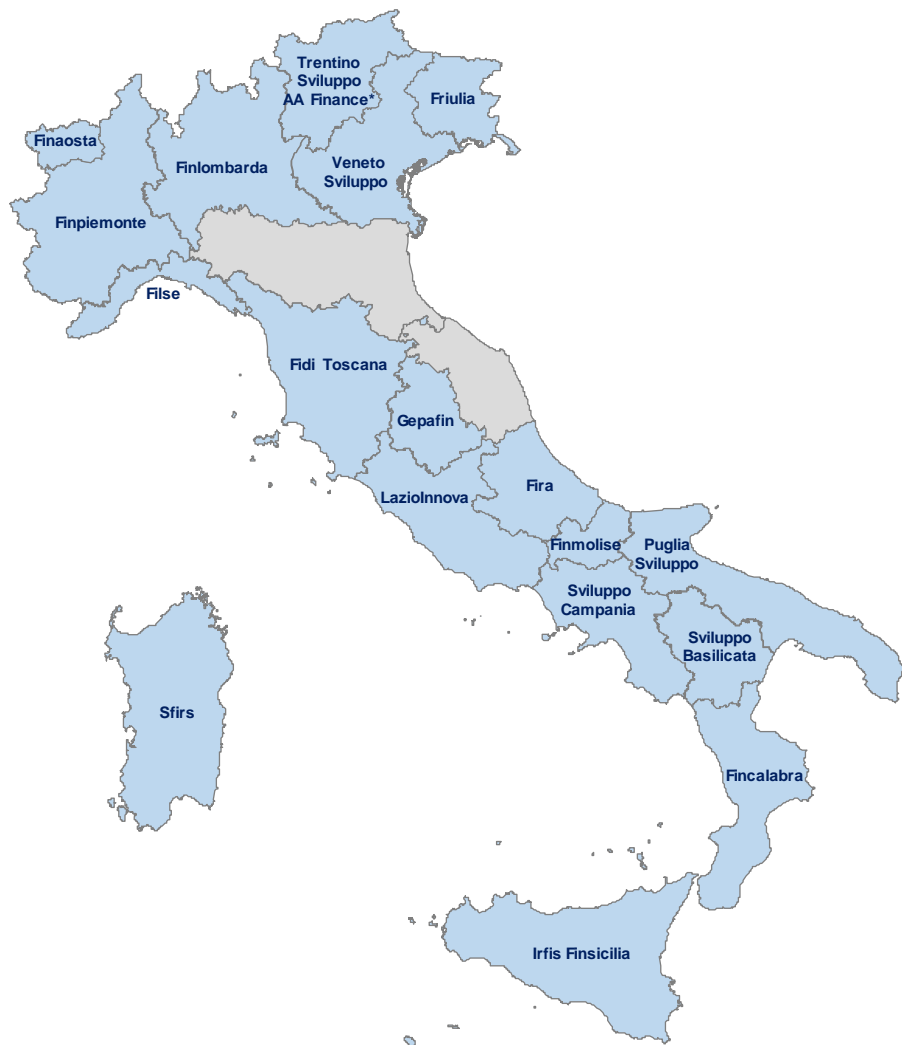 Trentino
Sviluppo
AA Finance*
Friulia
Finaosta
Finlombarda
Veneto
Sviluppo
Finpiemonte
Filse
Fidi Toscana
Gepafin
LazioInnova
Fira
Finmolise
Puglia
Sviluppo
Sviluppo
Campania
Sviluppo
Basilicata
Sfirs
Fincalabra
Irfis Finsicilia